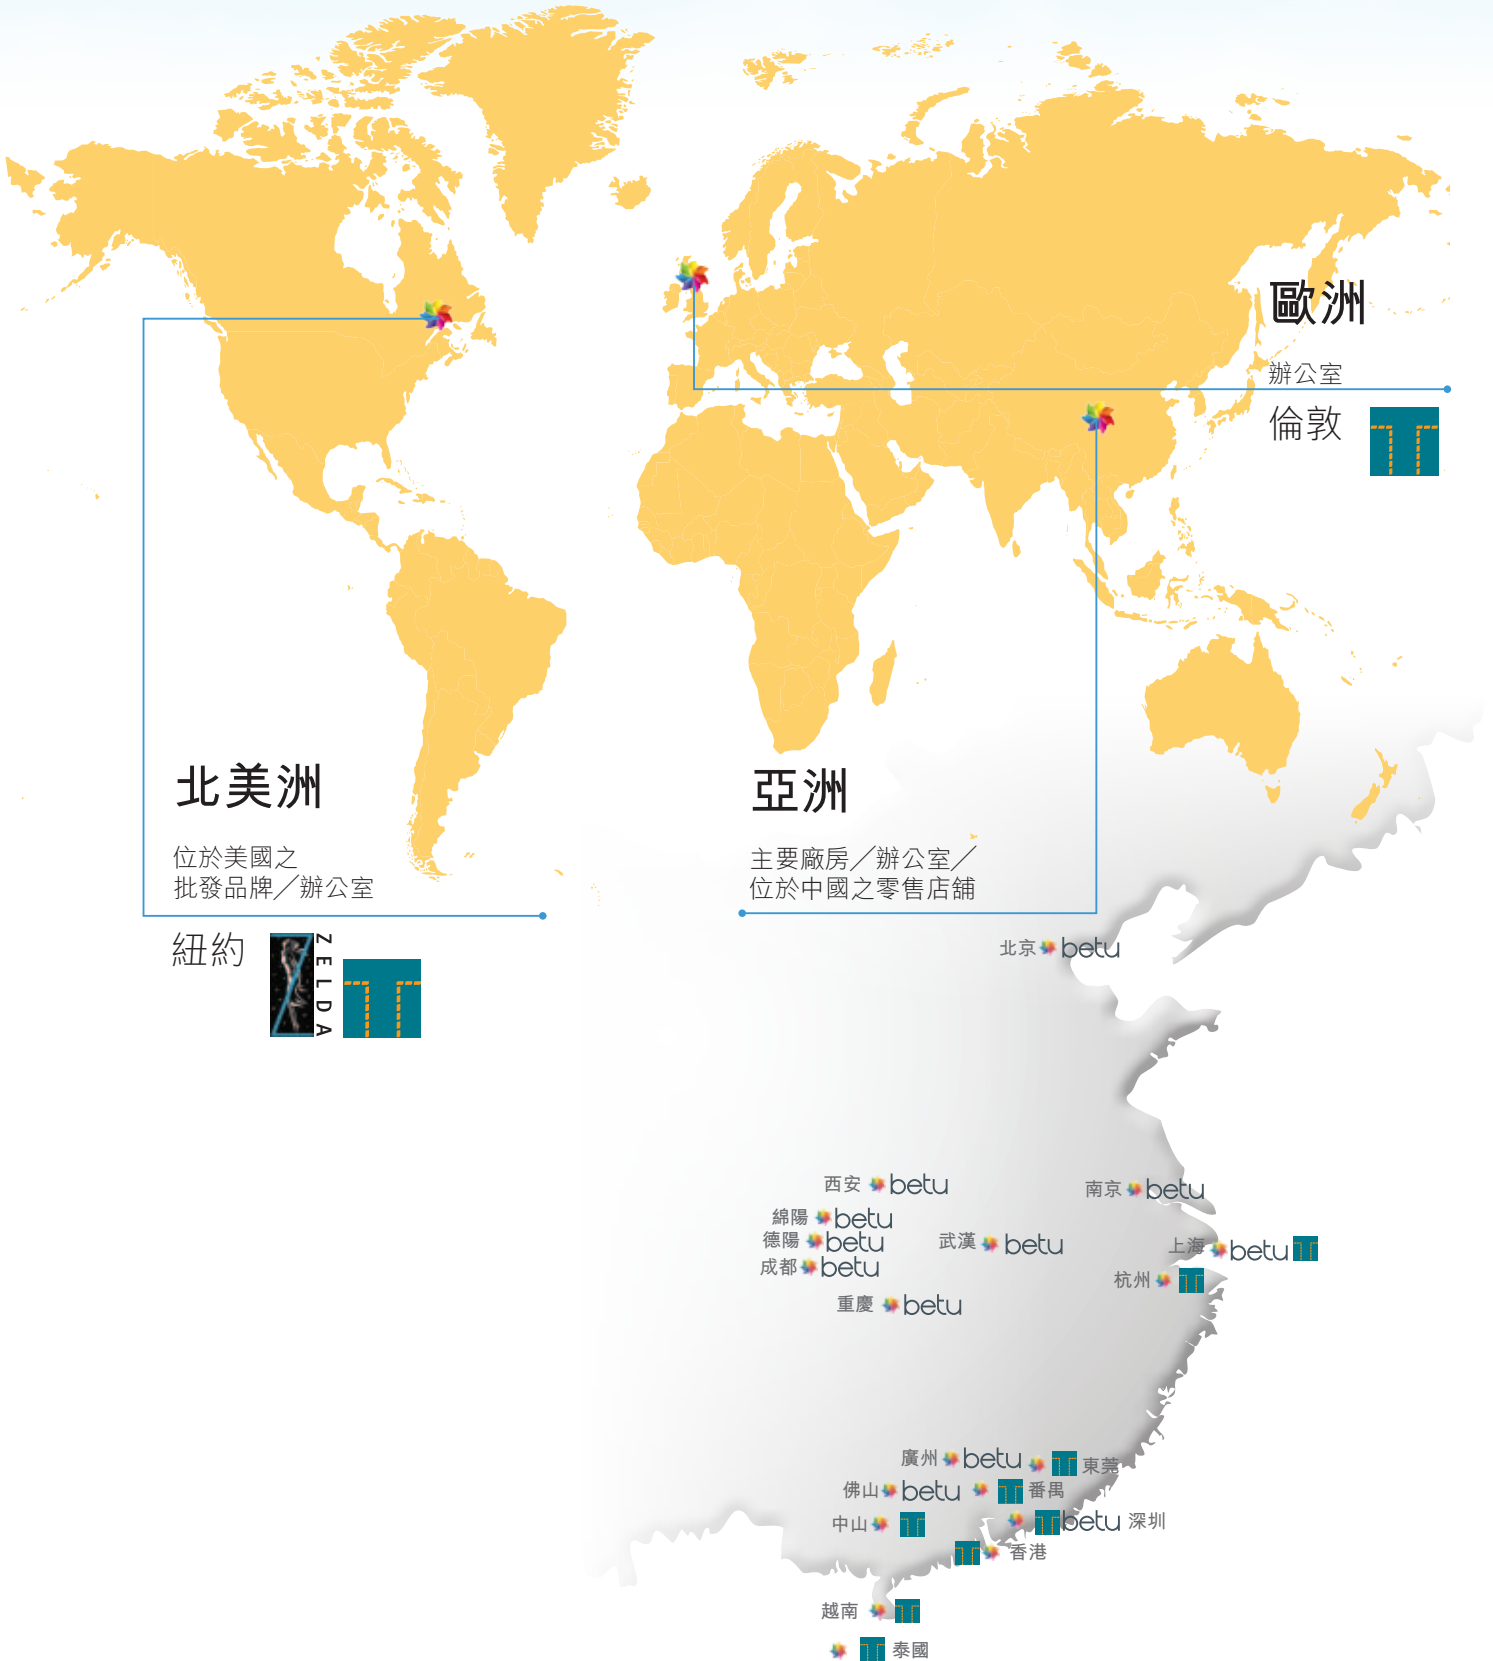 歐洲
辦公室
倫敦
北美洲
位於美國之
批發品牌／辦公室
紐約
ZELDA
亞洲
主要廠房／辦公室／
位於中國之零售店舖
北京 betu
西安 betu
南京 betu
綿陽 betu
德陽 betu
武漢 betu
上海 betu
成都 betu
杭州
重慶 betu
廣州 betu
東莞
佛山 betu
番禺
中山
betu 深圳
香港
越南
泰國